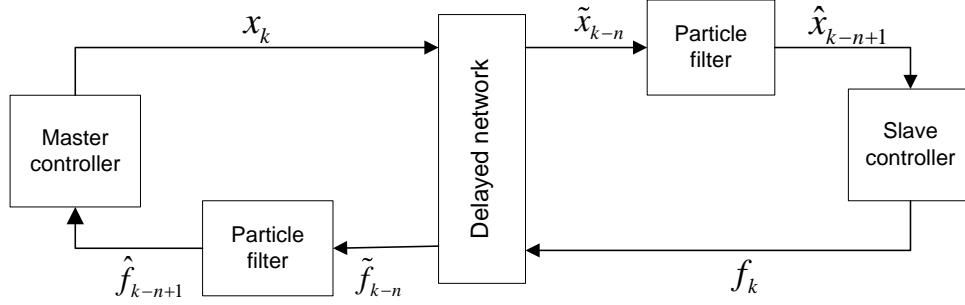 x_k
x̃_{k−n}
Particle
filter
x̂_{k−n+1}
Master
controller
Delayed network
Slave
controller
Particle
filter
f̂_{k−n+1}
f̃_{k−n}
f_k